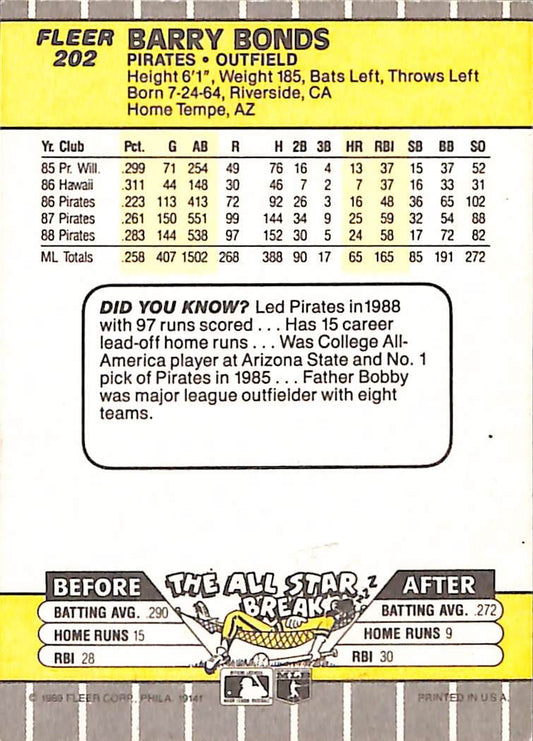 FLEER
202
BARRY BONDS
PIRATES • OUTFIELD
Height 6'1", Weight 185, Bats Left, Throws Left
Born 7-24-64, Riverside, CA
Home Tempe, AZ
Yr. Club Pct. G AB R H 2B 3B HR RBI SB BB SO
85 Pr. Will. .299 71 254 49 76 16 4 13 37 15 37 52
86 Hawaii .311 44 148 30 46 7 2 7 37 16 33 31
86 Pirates .223 113 413 72 92 26 3 16 48 36 65 102
87 Pirates .261 150 551 99 144 34 9 25 59 32 54 88
88 Pirates .283 144 538 97 152 30 5 24 58 17 72 82
ML Totals .258 407 1502 268 388 90 17 65 165 85 191 272
DID YOU KNOW? Led Pirates in 1988
with 97 runs scored . . . Has 15 career
lead-off home runs . . . Was College All-
America player at Arizona State and No. 1
pick of Pirates in 1985 . . . Father Bobby
was major league outfielder with eight
teams.
BEFORE
THE ALL STAR
BREAK
ZZZZ
AFTER
BATTING AVG. .290
HOME RUNS 15
RBI 28
BATTING AVG. .272
HOME RUNS 9
RBI 30
© 1989 FLEER CORP., PHILA. 19141
MAJOR LEAGUE BASEBALL
MLB
PRINTED IN U.S.A.